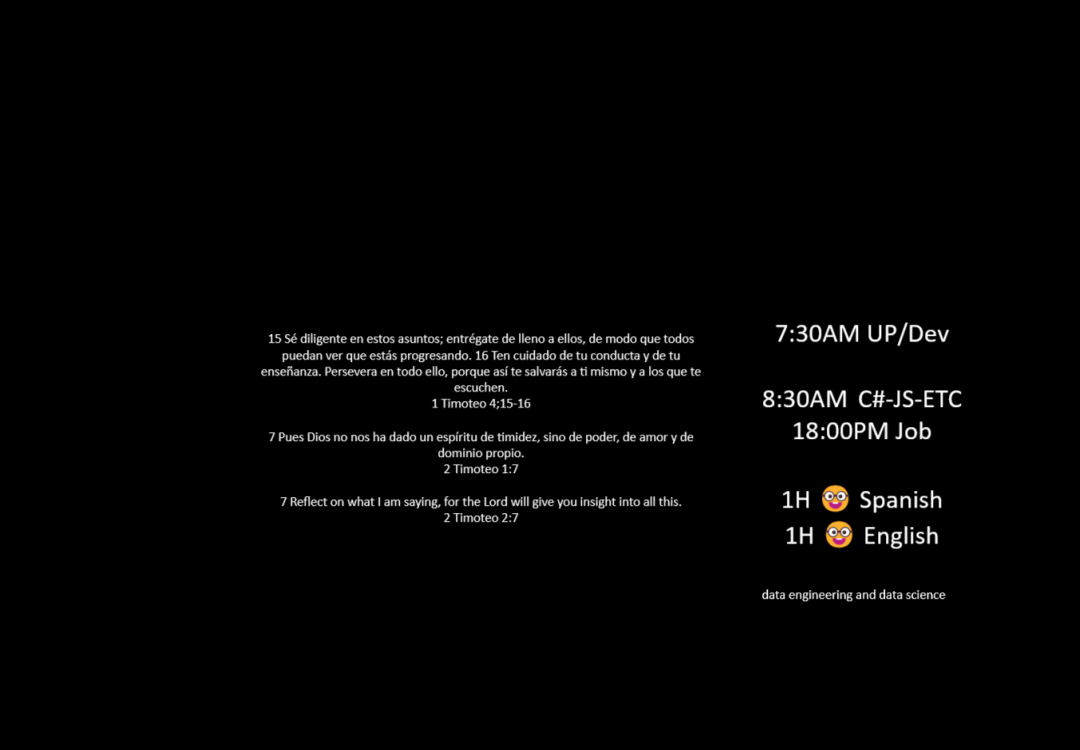 15 Sé diligente en estos asuntos; entrégate de lleno a ellos, de modo que todos
puedan ver que estás progresando. 16 Ten cuidado de tu conducta y de tu
enseñanza. Persevera en todo ello, porque así te salvarás a ti mismo y a los que te
escuchen.
1 Timoteo 4;15-16
7 Pues Dios no nos ha dado un espíritu de timidez, sino de poder, de amor y de
dominio propio.
2 Timoteo 1:7
7 Reflect on what I am saying, for the Lord will give you insight into all this.
2 Timoteo 2:7
7:30AM UP/Dev
8:30AM C#-JS-ETC
18:00PM Job
1H 🤓 Spanish
1H 🤓 English
data engineering and data science